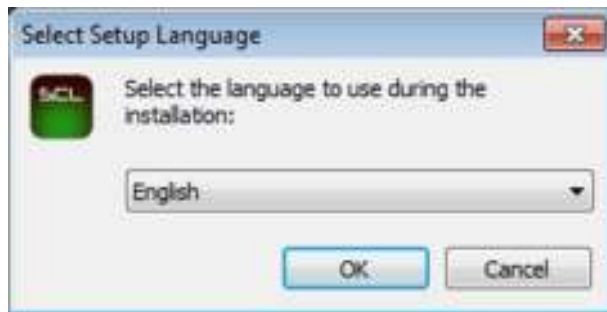 Select Setup Language
SCL
Select the language to use during the
installation:
English
OK
Cancel